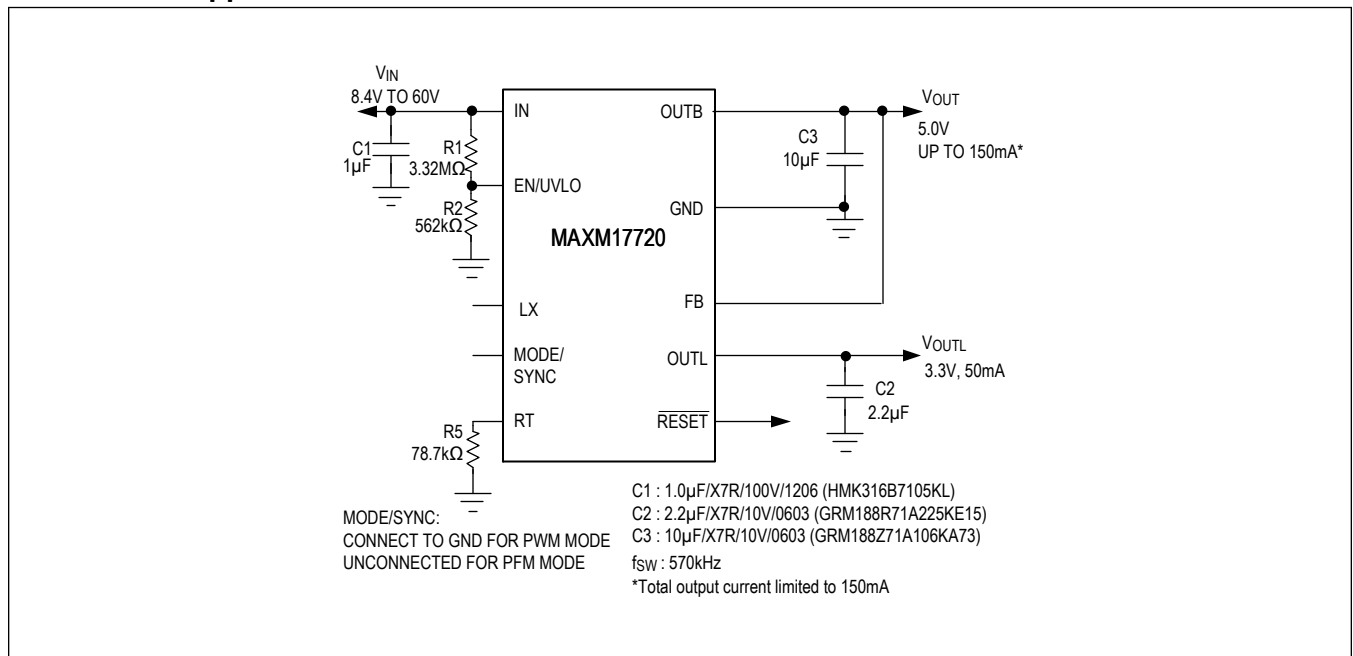 VIN
8.4V TO 60V
C1
1µF
R1
3.32MΩ
R2
562kΩ
IN
EN/UVLO
LX
MODE/
SYNC
RT
R5
78.7kΩ
MAXM17720
OUTB
GND
FB
OUTL
RESET
C3
10µF
VOUT
5.0V
UP TO 150mA*
VOUTL
3.3V, 50mA
C2
2.2µF
MODE/SYNC:
CONNECT TO GND FOR PWM MODE
UNCONNECTED FOR PFM MODE
C1 : 1.0µF/X7R/100V/1206 (HMK316B7105KL)
C2 : 2.2µF/X7R/10V/0603 (GRM188R71A225KE15)
C3 : 10µF/X7R/10V/0603 (GRM188Z71A106KA73)
fSW : 570kHz
*Total output current limited to 150mA